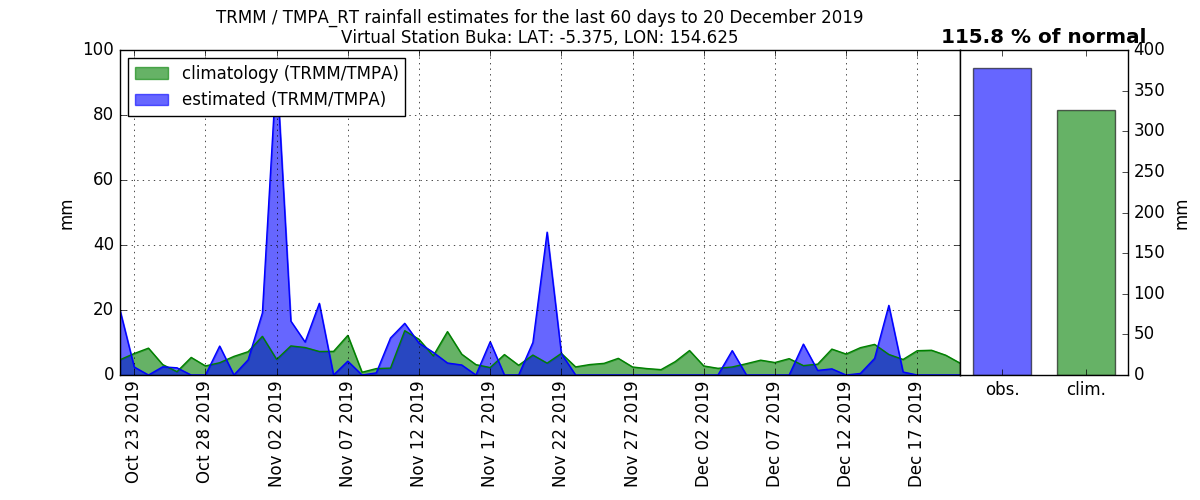 TRMM / TMPA_RT rainfall estimates for the last 60 days to 20 December 2019
Virtual Station Buka: LAT: -5.375, LON: 154.625
115.8 % of normal
climatology (TRMM/TMPA)
estimated (TRMM/TMPA)
100
80
60
40
20
0
mm
Oct 23 2019
Oct 28 2019
Nov 02 2019
Nov 07 2019
Nov 12 2019
Nov 17 2019
Nov 22 2019
Nov 27 2019
Dec 02 2019
Dec 07 2019
Dec 12 2019
Dec 17 2019
400
350
300
250
200
150
100
50
0
mm
obs.
clim.